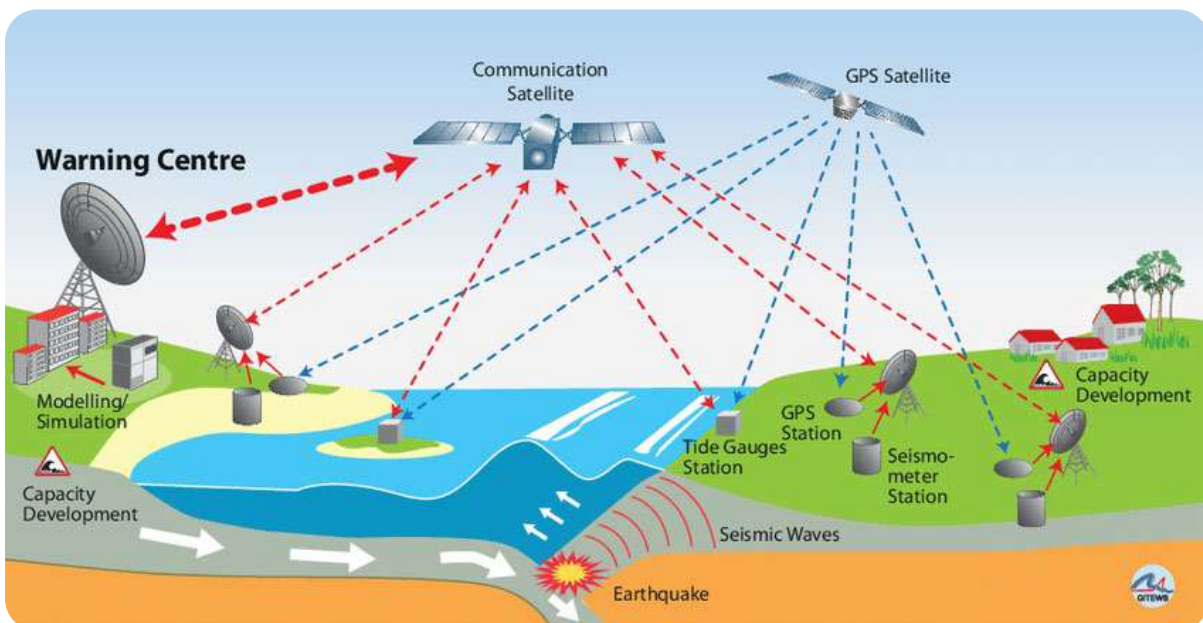 Communication
Satellite
GPS Satellite
Warning Centre
Modelling/
Simulation
Capacity
Development
GPS
Station
Tide Gauges
Station
Seismo-
meter
Station
Capacity
Development
Seismic Waves
Earthquake
GITEWS